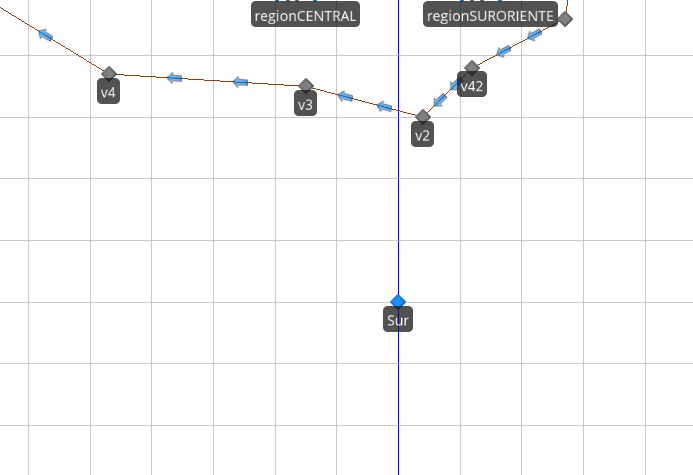 regionCENTRAL
regionSURORIENTE
v42
v4
v3
v2
Sur